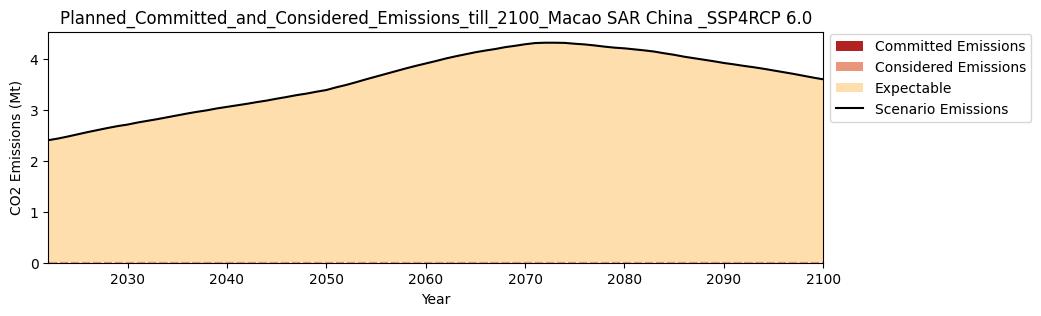 Planned_Committed_and_Considered_Emissions_till_2100_Macao SAR China _SSP4RCP 6.0
Committed Emissions
Considered Emissions
Expectable
Scenario Emissions
CO2 Emissions (Mt)
4
3
2
1
0
2030 2040 2050 2060 2070 2080 2090 2100
Year